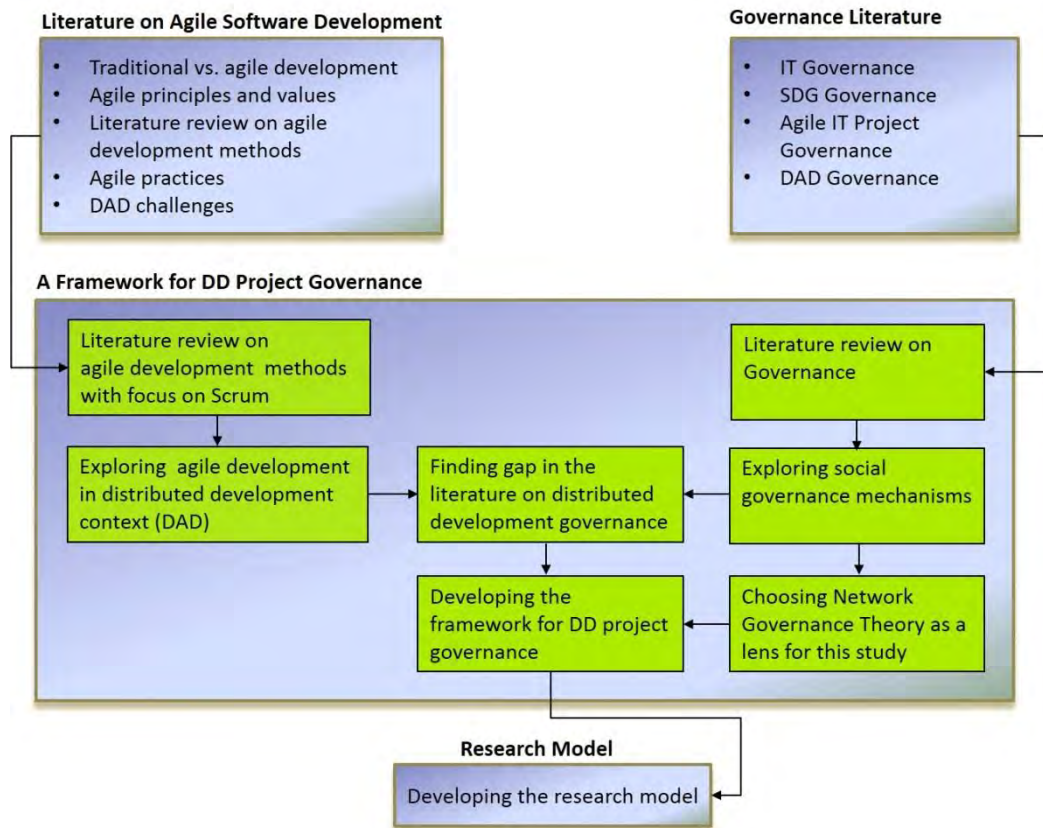 Literature on Agile Software Development
• Traditional vs. agile development
• Agile principles and values
• Literature review on agile
development methods
• Agile practices
• DAD challenges
Governance Literature
• IT Governance
• SDG Governance
• Agile IT Project
Governance
• DAD Governance
A Framework for DD Project Governance
Literature review on
agile development methods
with focus on Scrum
Literature review on
Governance
Exploring agile development
in distributed development
context (DAD)
Finding gap in the
literature on distributed
development governance
Exploring social
governance mechanisms
Developing the
framework for DD project
governance
Choosing Network
Governance Theory as a
lens for this study
Research Model
Developing the research model